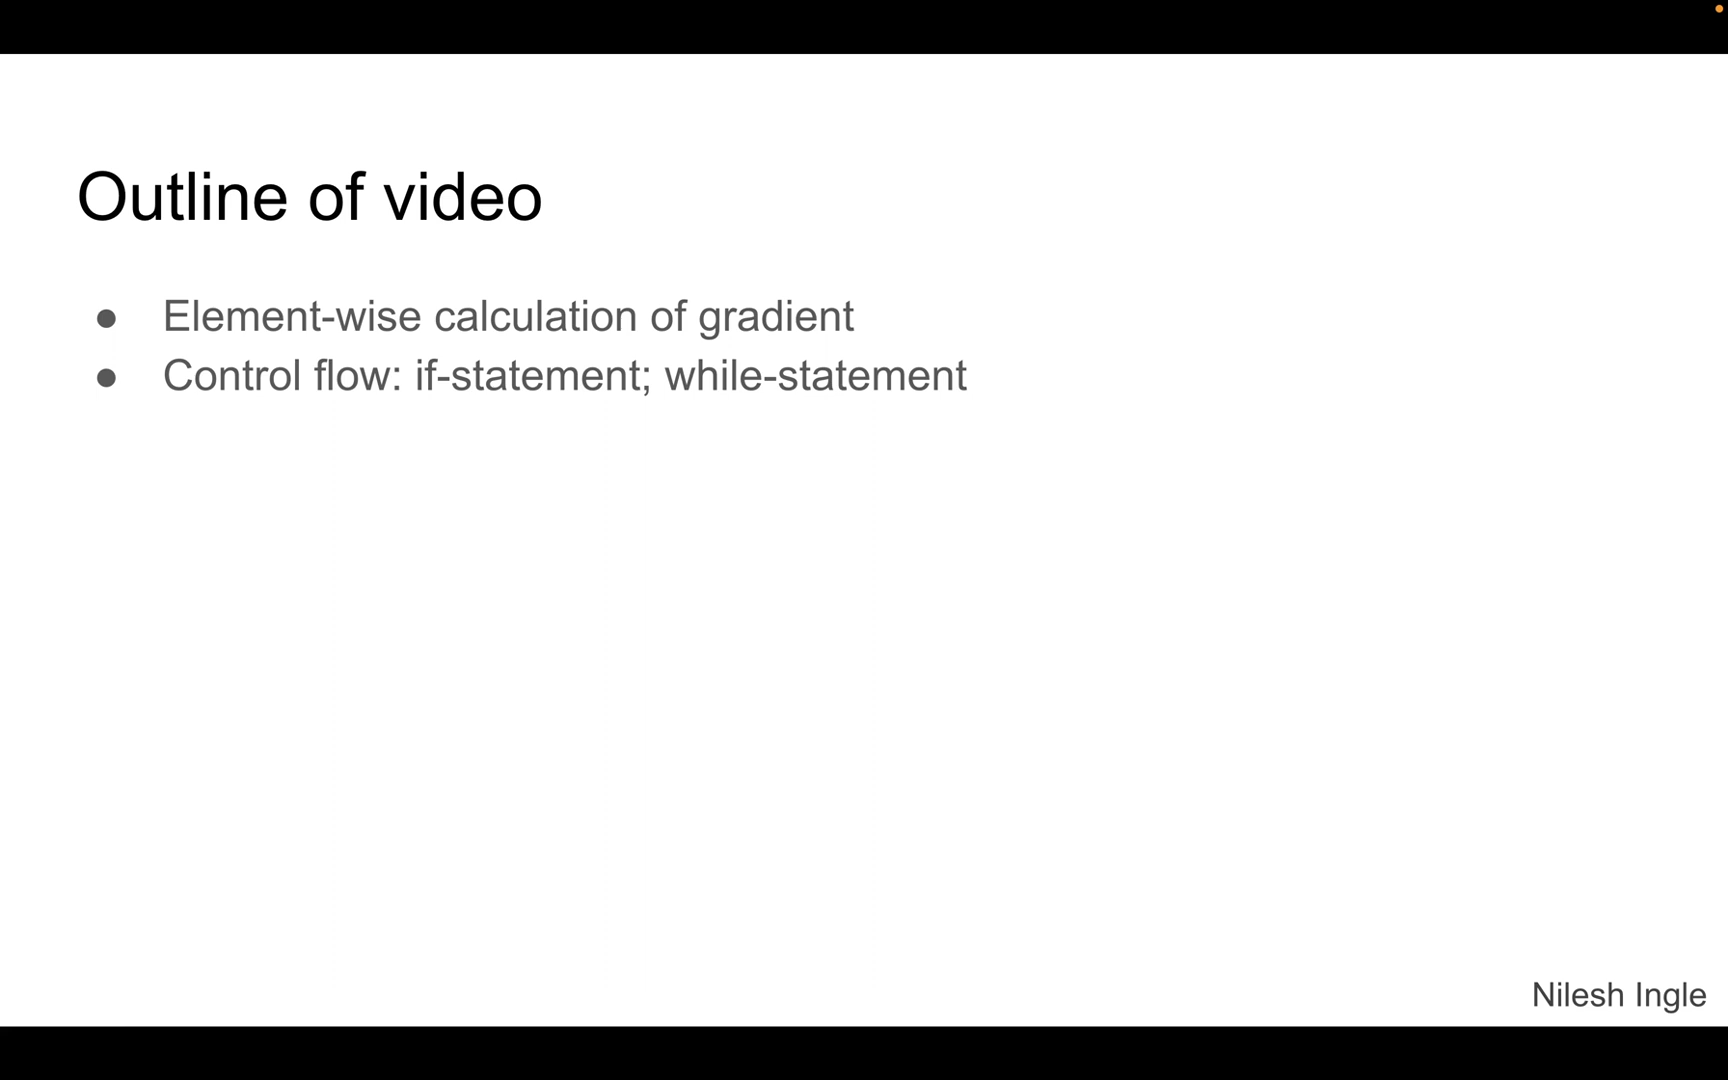 Outline of video
● Element-wise calculation of gradient
● Control flow: if-statement; while-statement
Nilesh Ingle